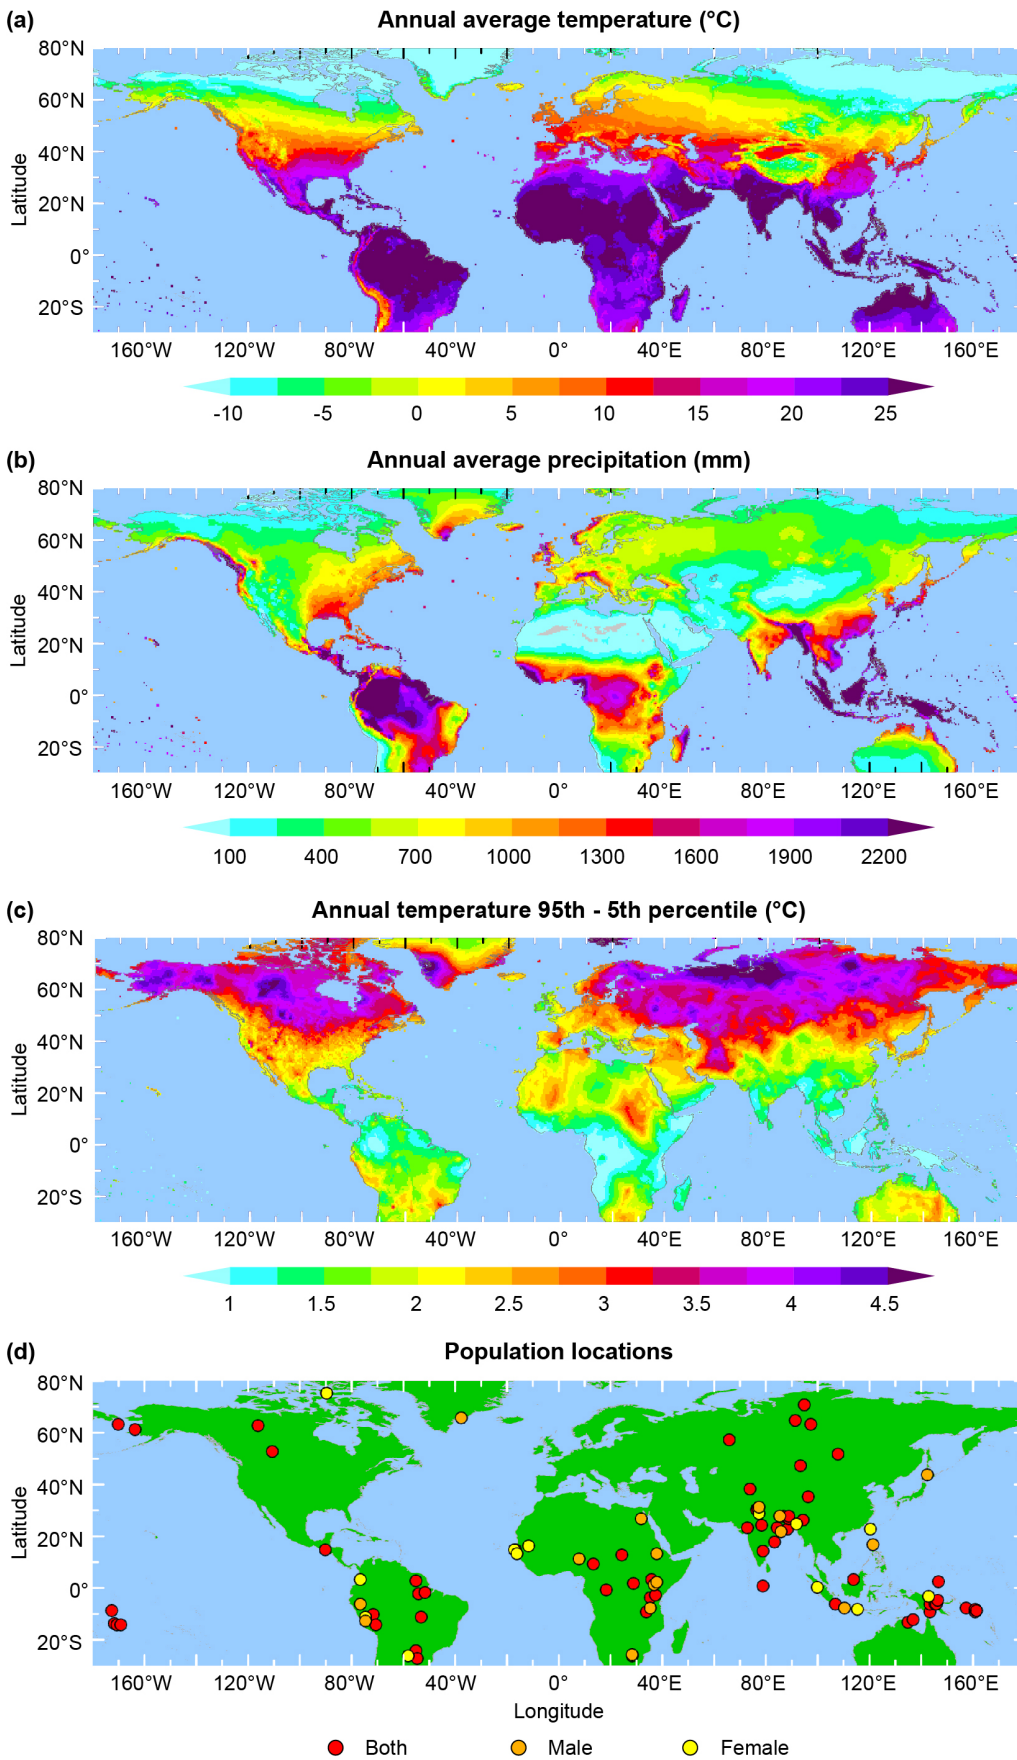 (a) Annual average temperature (°C)
80°N
60°N
40°N
20°N
0°
20°S
Latitude
160°W 120°W 80°W 40°W 0° 40°E 80°E 120°E 160°E
-10 -5 0 5 10 15 20 25
(b) Annual average precipitation (mm)
80°N
60°N
40°N
20°N
0°
20°S
Latitude
160°W 120°W 80°W 40°W 0° 40°E 80°E 120°E 160°E
100 400 700 1000 1300 1600 1900 2200
(c) Annual temperature 95th - 5th percentile (°C)
80°N
60°N
40°N
20°N
0°
20°S
Latitude
160°W 120°W 80°W 40°W 0° 40°E 80°E 120°E 160°E
1 1.5 2 2.5 3 3.5 4 4.5
(d) Population locations
80°N
60°N
40°N
20°N
0°
20°S
Latitude
160°W 120°W 80°W 40°W 0° 40°E 80°E 120°E 160°E
Longitude
Both Male Female